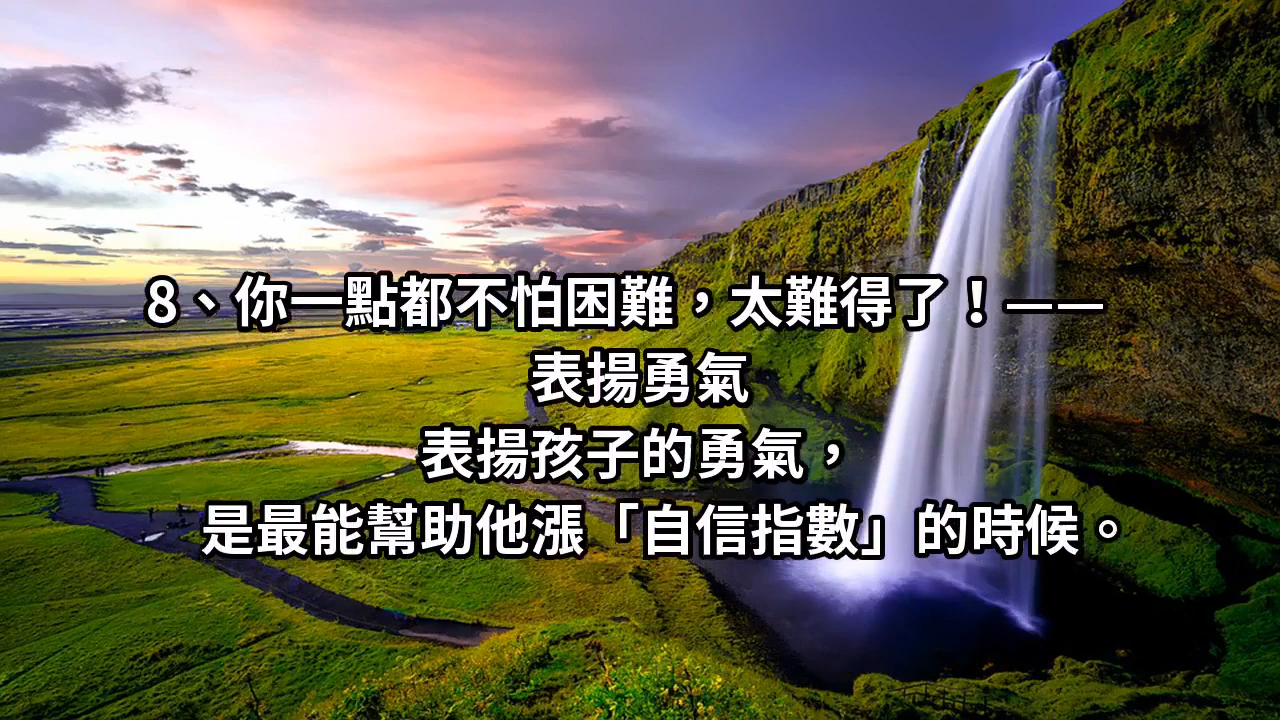 8、你一點都不怕困難，太難得了！——
表揚勇氣
表揚孩子的勇氣，
是最能幫助他漲「自信指數」的時候。